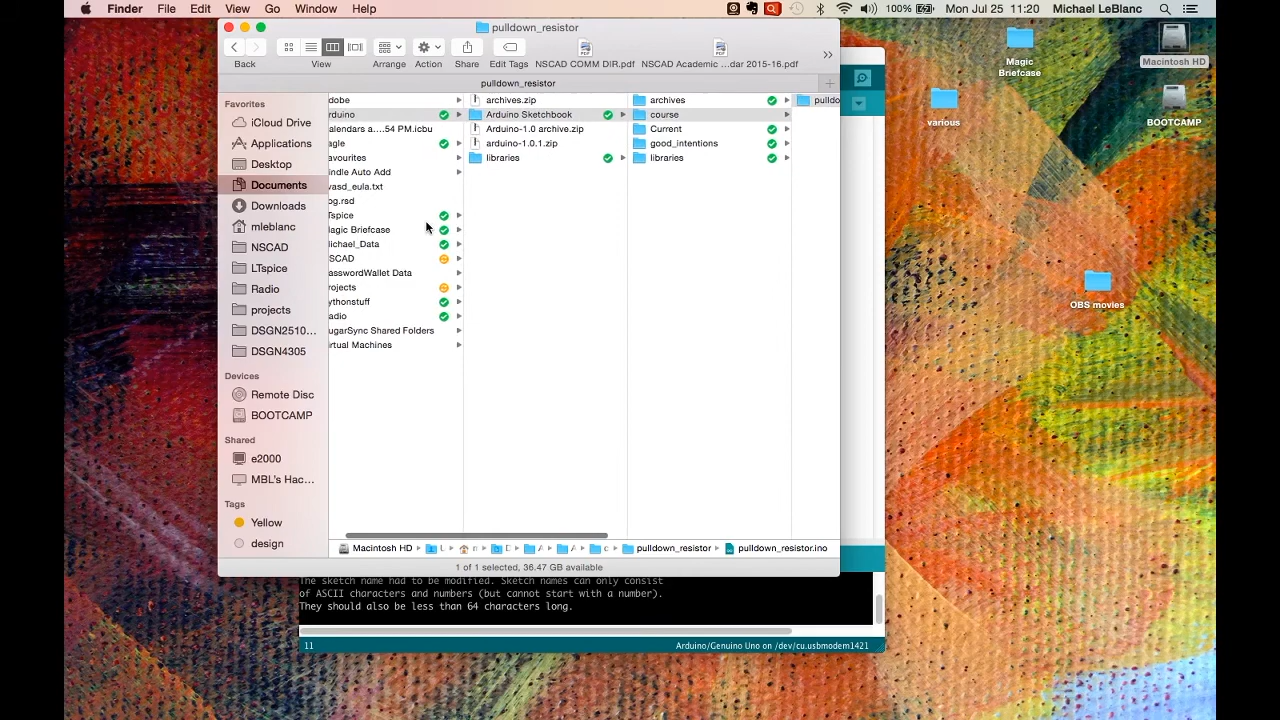 Finder File Edit View Go Window Help 100% Mon Jul 25 11:20 Michael LeBlanc
pulldown_resistor
Back View Arrange Action Share Edit Tags NSCAD COMM DIR.pdf NSCAD Academic ...dar 2015-16.pdf »
pulldown_resistor
Favorites
iCloud Drive
Applications
Desktop
Documents
Downloads
mleblanc
NSCAD
LTspice
Radio
projects
DSGN2510...
DSGN4305
Devices
Remote Disc
BOOTCAMP
Shared
e2000
MBL's Hac...
Tags
Yellow
design
dobe
rduino
alendars a....54 PM.icbu
agle
avourites
indle Auto Add
vasd_eula.txt
og.rsd
Tspice
lagic Briefcase
lichael_Data
SCAD
asswordWallet Data
rojects
ythonstuff
adio
ugarSync Shared Folders
irtual Machines
archives.zip
Arduino Sketchbook
Arduino-1.0 archive.zip
arduino-1.0.1.zip
libraries
archives
course
Current
good_intentions
libraries
pulldo
Macintosh HD pulldown_resistor pulldown_resistor.ino
1 of 1 selected, 36.47 GB available
The sketch name had to be modified. Sketch names can only consist
of ASCII characters and numbers (but cannot start with a number).
They should also be less than 64 characters long.
11 Arduino/Genuino Uno on /dev/cu.usbmodem1421
Magic
Briefcase
Macintosh HD
various
BOOTCAMP
OBS movies